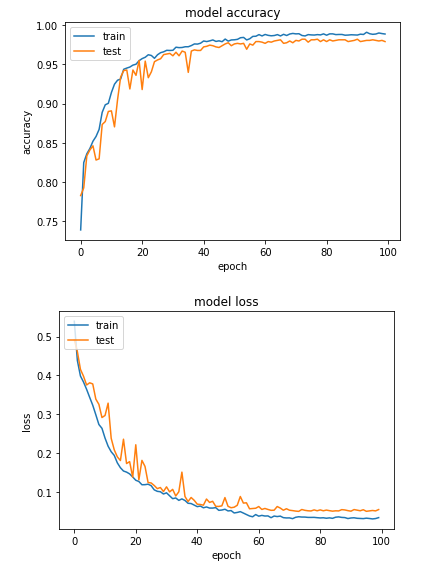 model accuracy
train
test
1.00
0.95
0.90
0.85
0.80
0.75
accuracy
0 20 40 60 80 100
epoch
model loss
train
test
0.5
0.4
0.3
0.2
0.1
loss
0 20 40 60 80 100
epoch